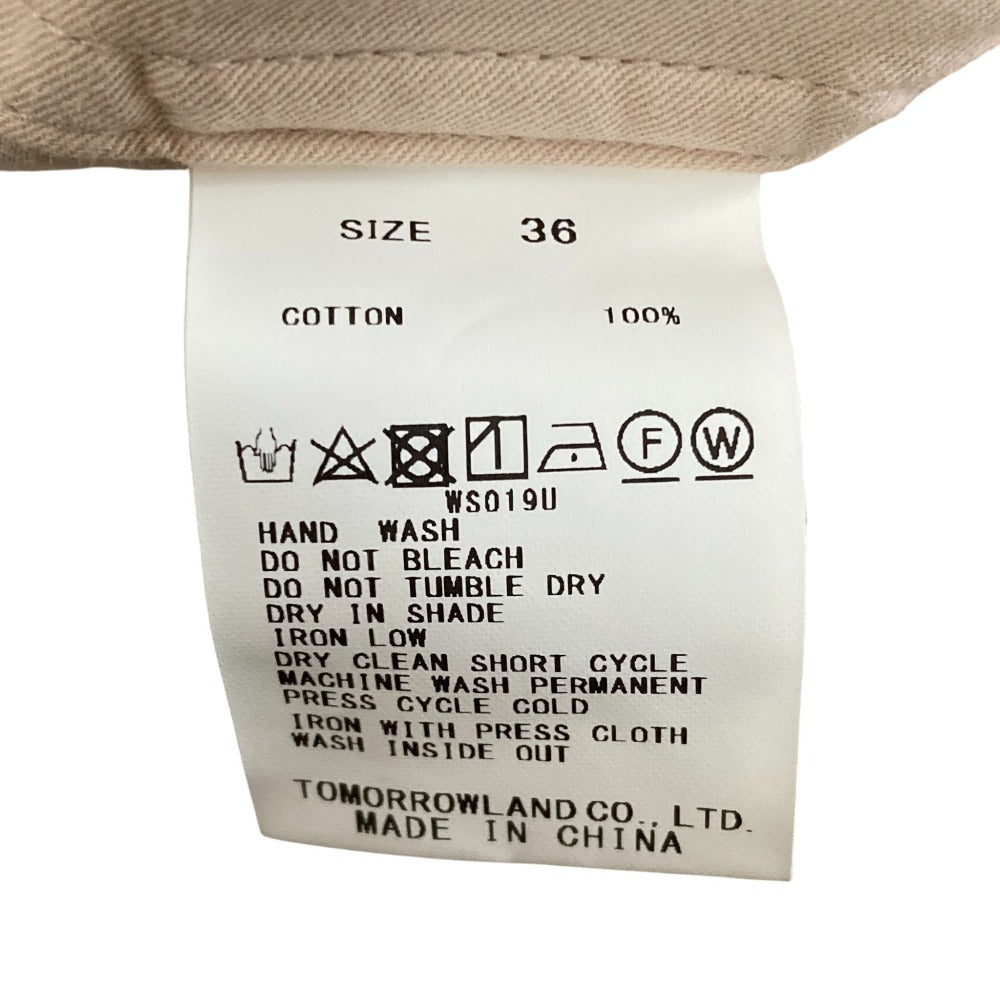 SIZE 36
COTTON 100%
F W
WS019U
HAND WASH
DO NOT BLEACH
DO NOT TUMBLE DRY
DRY IN SHADE
IRON LOW
DRY CLEAN SHORT CYCLE
MACHINE WASH PERMANENT
PRESS CYCLE COLD
IRON WITH PRESS CLOTH
WASH INSIDE OUT
TOMORROWLAND CO., LTD.
MADE IN CHINA